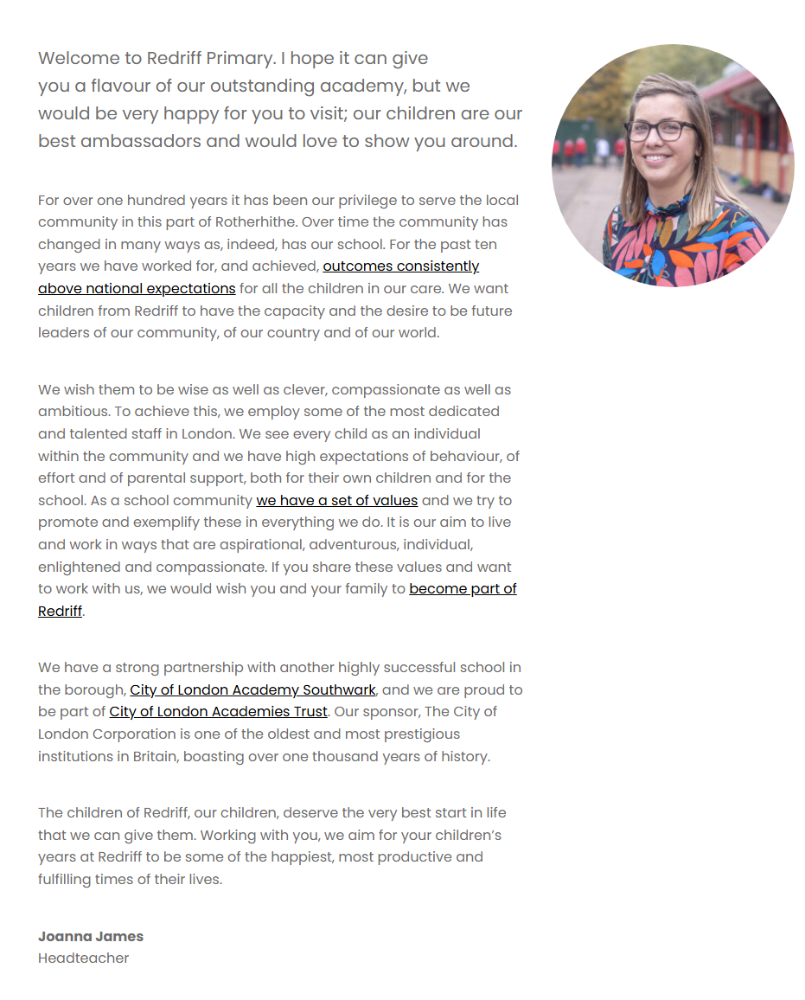 Welcome to Redriff Primary. I hope it can give
you a flavour of our outstanding academy, but we
would be very happy for you to visit; our children are our
best ambassadors and would love to show you around.
For over one hundred years it has been our privilege to serve the local
community in this part of Rotherhithe. Over time the community has
changed in many ways as, indeed, has our school. For the past ten
years we have worked for, and achieved, outcomes consistently
above national expectations for all the children in our care. We want
children from Redriff to have the capacity and the desire to be future
leaders of our community, of our country and of our world.
We wish them to be wise as well as clever, compassionate as well as
ambitious. To achieve this, we employ some of the most dedicated
and talented staff in London. We see every child as an individual
within the community and we have high expectations of behaviour, of
effort and of parental support, both for their own children and for the
school. As a school community we have a set of values and we try to
promote and exemplify these in everything we do. It is our aim to live
and work in ways that are aspirational, adventurous, individual,
enlightened and compassionate. If you share these values and want
to work with us, we would wish you and your family to become part of
Redriff.
We have a strong partnership with another highly successful school in
the borough, City of London Academy Southwark, and we are proud to
be part of City of London Academies Trust. Our sponsor, The City of
London Corporation is one of the oldest and most prestigious
institutions in Britain, boasting over one thousand years of history.
The children of Redriff, our children, deserve the very best start in life
that we can give them. Working with you, we aim for your children’s
years at Redriff to be some of the happiest, most productive and
fulfilling times of their lives.
Joanna James
Headteacher